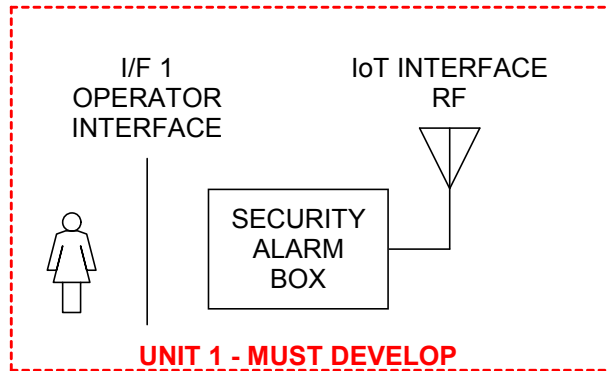 I/F 1
OPERATOR
INTERFACE
IoT INTERFACE
RF
SECURITY
ALARM
BOX
UNIT 1 - MUST DEVELOP